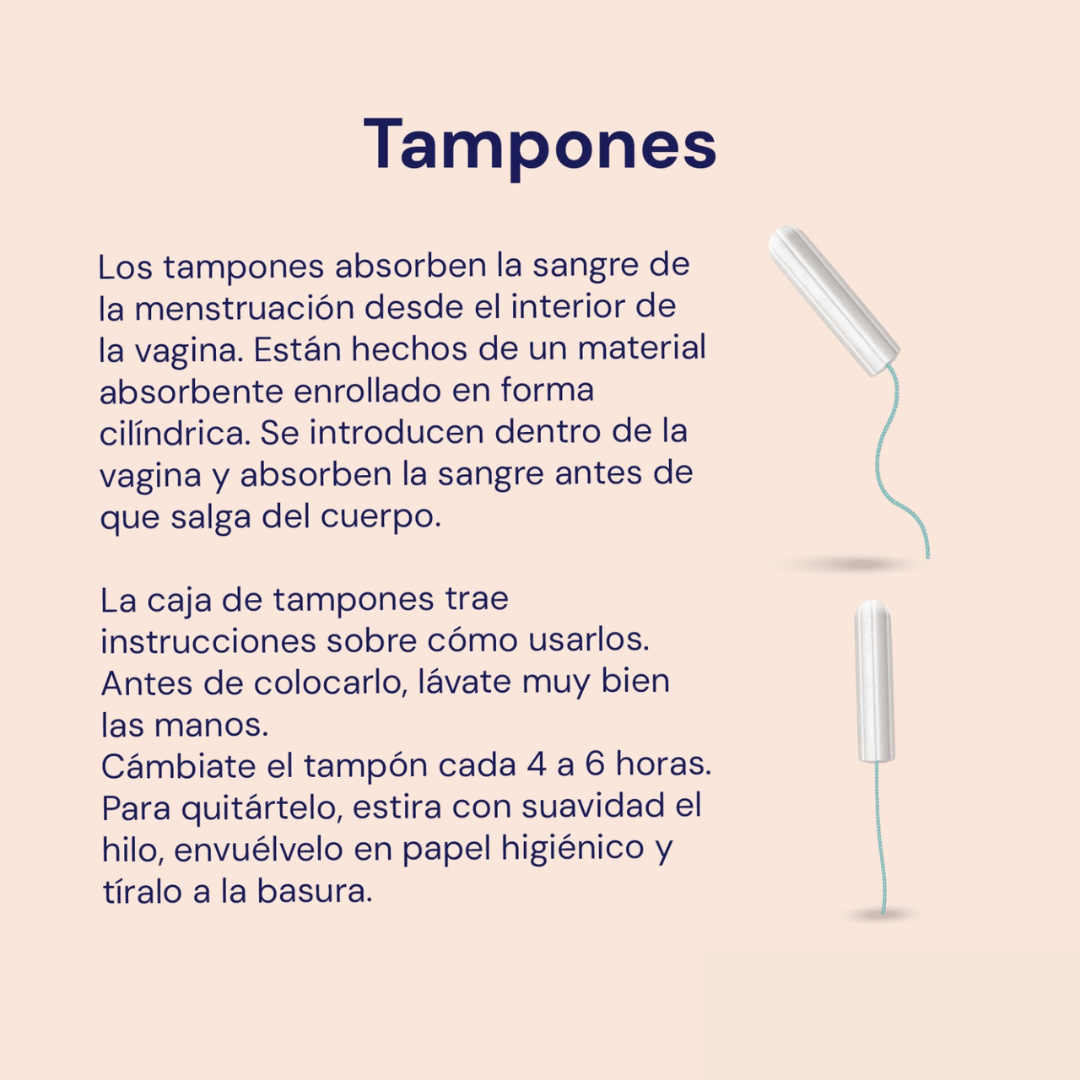 Tampones
Los tampones absorben la sangre de
la menstruación desde el interior de
la vagina. Están hechos de un material
absorbente enrollado en forma
cilíndrica. Se introducen dentro de la
vagina y absorben la sangre antes de
que salga del cuerpo.
La caja de tampones trae
instrucciones sobre cómo usarlos.
Antes de colocarlo, lávate muy bien
las manos.
Cámbiate el tampón cada 4 a 6 horas.
Para quitártelo, estira con suavidad el
hilo, envuélvelo en papel higiénico y
tíralo a la basura.